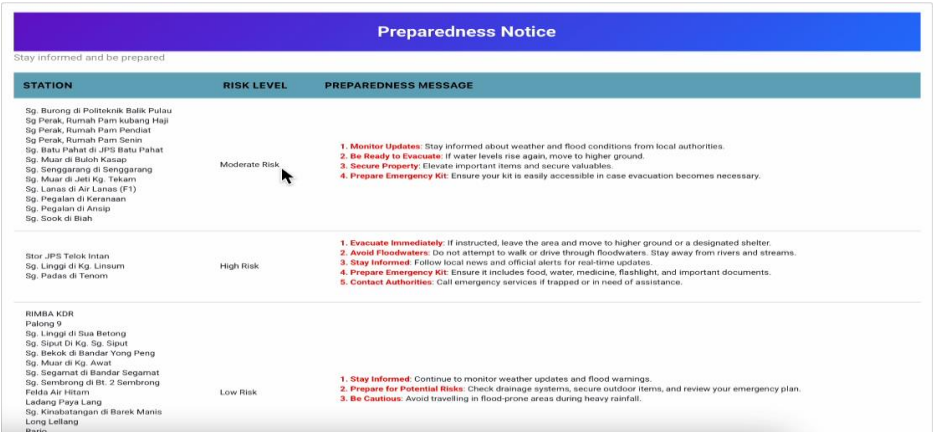 Preparedness Notice
Stay informed and be prepared
STATION RISK LEVEL PREPAREDNESS MESSAGE
Sg. Burong di Politeknik Balik Pulau
Sg Perak, Rumah Pam kubang Haji
Sg Perak, Rumah Pam Pendiat
Sg Perak, Rumah Pam Senin
Sg. Batu Pahat di JPS Batu Pahat
Sg. Muar di Buloh Kasap
Sg. Senggarang di Senggarang
Sg. Muar di Jeti Kg. Tekam
Sg. Lanas di Air Lanas (F1)
Sg. Pegalan di Keranaan
Sg. Pegalan di Ansip
Sg. Sook di Biah
Moderate Risk
1. Monitor Updates: Stay informed about weather and flood conditions from local authorities.
2. Be Ready to Evacuate: If water levels rise again, move to higher ground.
3. Secure Property: Elevate important items and secure valuables.
4. Prepare Emergency Kit: Ensure your kit is easily accessible in case evacuation becomes necessary.
Stor JPS Telok Intan
Sg. Linggi di Kg. Linsum
Sg. Padas di Tenom
High Risk
1. Evacuate Immediately: If instructed, leave the area and move to higher ground or a designated shelter.
2. Avoid Floodwaters: Do not attempt to walk or drive through floodwaters. Stay away from rivers and streams.
3. Stay Informed: Follow local news and official alerts for real-time updates.
4. Prepare Emergency Kit: Ensure it includes food, water, medicine, flashlight, and important documents.
5. Contact Authorities: Call emergency services if trapped or in need of assistance.
RIMBA KDR
Palong 9
Sg. Linggi di Sua Betong
Sg. Siput Di Kg. Sg. Siput
Sg. Bekok di Bandar Yong Peng
Sg. Muar di Kg. Awat
Sg. Segamat di Bandar Segamat
Sg. Sembrong di Bt. 2 Sembrong
Felda Air Hitam
Ladang Paya Lang
Sg. Kinabatangan di Barek Manis
Long Lellang
Low Risk
1. Stay Informed: Continue to monitor weather updates and flood warnings.
2. Prepare for Potential Risks: Check drainage systems, secure outdoor items, and review your emergency plan.
3. Be Cautious: Avoid travelling in flood-prone areas during heavy rainfall.